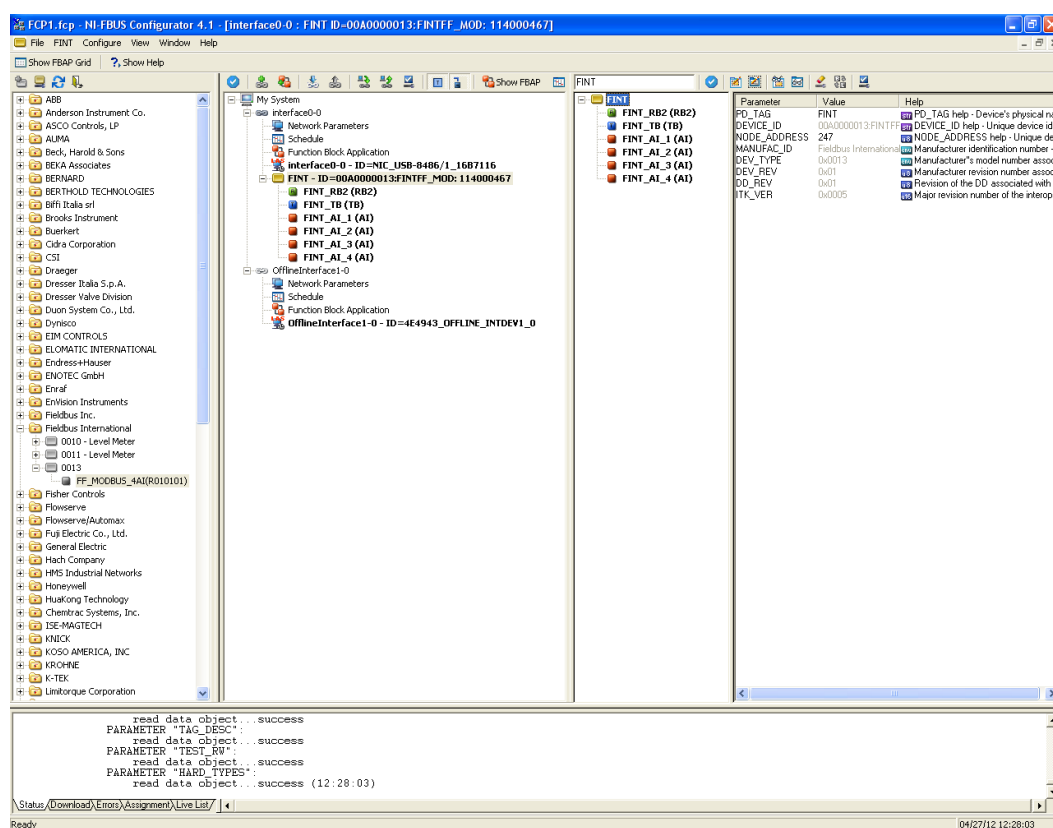 FCP1.fcp - NI-FBUS Configurator 4.1 - [interface0-0 : FINT ID=00A0000013:FINTFF_MOD: 114000467]
File FINT Configure View Window Help
Show FBAP Grid ?, Show Help
Show FBAP FINT
ABB
Anderson Instrument Co.
ASCO Controls, LP
AUMA
Beck, Harold & Sons
BEKA Associates
BERNARD
BERTHOLD TECHNOLOGIES
Biffi Italia srl
Brooks Instrument
Buerkert
Cidra Corporation
CSI
Draeger
Dresser Italia S.p.A.
Dresser Valve Division
Duon System Co., Ltd.
Dynisco
EIM CONTROLS
ELOMATIC INTERNATIONAL
Endress+Hauser
ENOTEC GmbH
Enraf
EnVision Instruments
Fieldbus Inc.
Fieldbus International
0010 - Level Meter
0011 - Level Meter
0013
FF_MODBUS_4AI(R010101)
Fisher Controls
Flowserve
Flowserve/Automax
Fuji Electric Co., Ltd.
General Electric
Hach Company
HMS Industrial Networks
Honeywell
HuaKong Technology
Chemtrac Systems, Inc.
ISE-MAGTECH
KNICK
KOSO AMERICA, INC
KROHNE
K-TEK
Limitorque Corporation
My System
interface0-0
Network Parameters
Schedule
Function Block Application
interface0-0 - ID=NIC_USB-8486/1_16B7116
FINT - ID=00A0000013:FINTFF_MOD: 114000467
FINT_RB2 (RB2)
FINT_TB (TB)
FINT_AI_1 (AI)
FINT_AI_2 (AI)
FINT_AI_3 (AI)
FINT_AI_4 (AI)
OfflineInterface1-0
Network Parameters
Schedule
Function Block Application
OfflineInterface1-0 - ID=4E4943_OFFLINE_INTDEV1_0
FINT
FINT_RB2 (RB2)
FINT_TB (TB)
FINT_AI_1 (AI)
FINT_AI_2 (AI)
FINT_AI_3 (AI)
FINT_AI_4 (AI)
Parameter Value Help
PD_TAG FINT PD_TAG help - Device's physical na
DEVICE_ID 00A0000013:FINTFF DEVICE_ID help - Unique device id
NODE_ADDRESS 247 NODE_ADDRESS help - Unique de
MANUFAC_ID Fieldbus International Manufacturer identification number -
DEV_TYPE 0x0013 Manufacturer"s model number assoc
DEV_REV 0x01 Manufacturer revision number assoc
DD_REV 0x01 Revision of the DD associated with
ITK_VER 0x0005 Major revision number of the interop
read data object...success
PARAMETER "TAG_DESC":
read data object...success
PARAMETER "TEST_RW":
read data object...success
PARAMETER "HARD_TYPES":
read data object...success (12:28:03)
Status Download Errors Assignment Live List
Ready 04/27/12 12:28:03